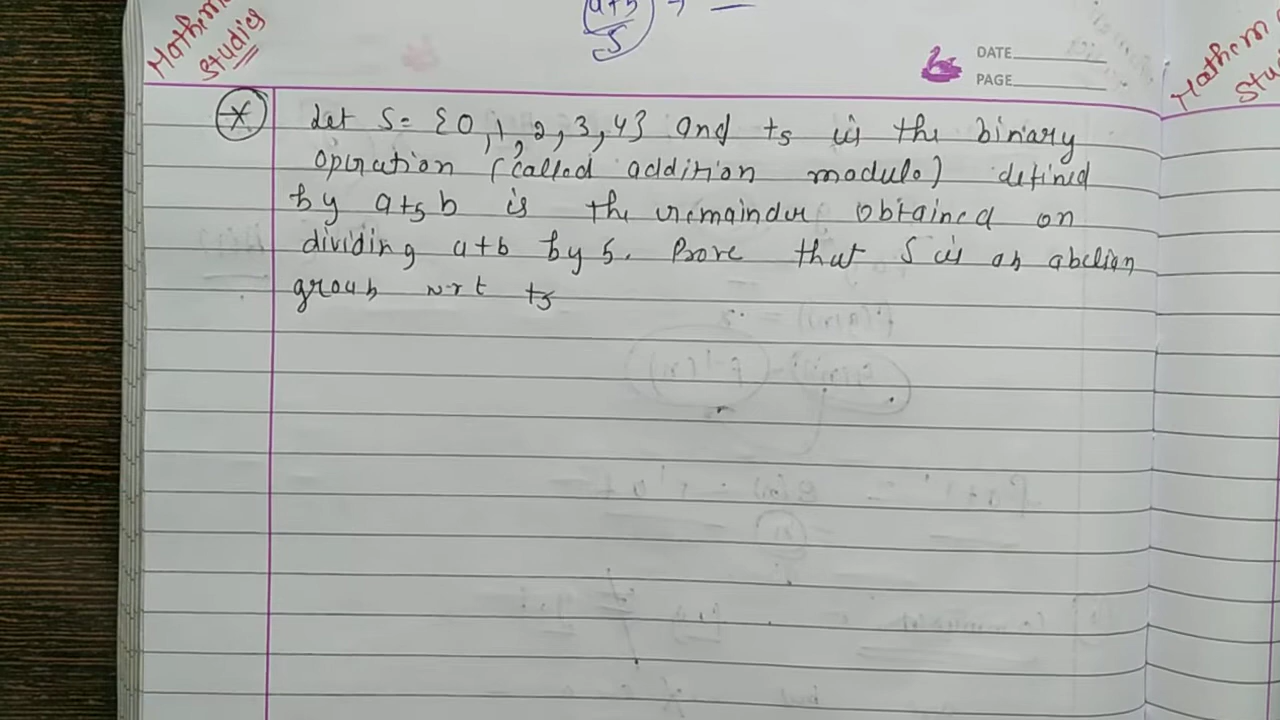 Mathem
Studies
(a+b)
5
DATE
PAGE
Mathem
Stu
* Let S = {0,1,2,3,4} and +5 is the binary
operation (called addition modulo) defined
by a+5 b is the remainder obtained on
dividing a+b by 5. Prove that S is an abelian
group w.r.t +5